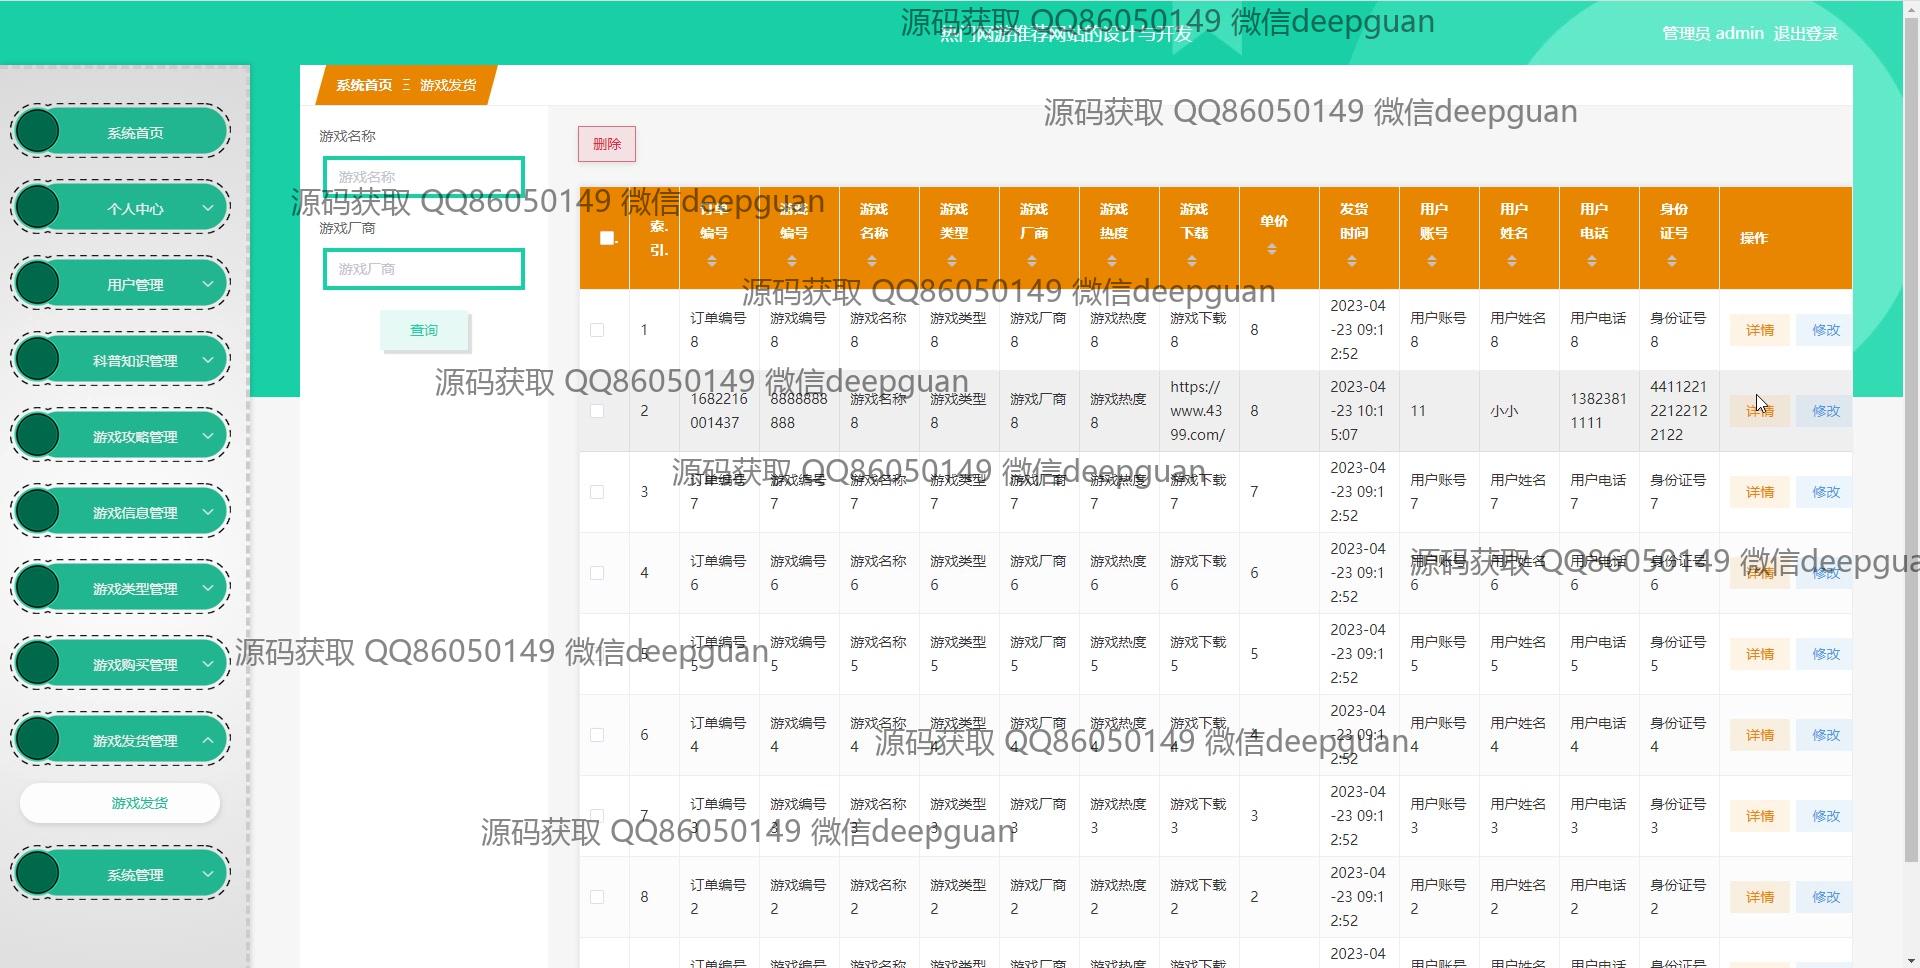 热门网游推荐网站的设计与开发
管理员 admin 退出登录
源码获取 QQ86050149 微信deepguan
系统首页 Ξ 游戏发货
源码获取 QQ86050149 微信deepguan
系统首页
个人中心
用户管理
科普知识管理
游戏攻略管理
游戏信息管理
游戏类型管理
游戏购买管理
游戏发货管理
游戏发货
系统管理
游戏名称
游戏名称
源码获取 QQ86050149 微信deepguan
游戏厂商
游戏厂商
查询
删除
索. 引. 订单编号 游戏编号 游戏名称 游戏类型 游戏厂商 游戏热度 游戏下载 单价 发货时间 用户账号 用户姓名 用户电话 身份证号 操作
源码获取 QQ86050149 微信deepguan
1 订单编号8 游戏编号8 游戏名称8 游戏类型8 游戏厂商8 游戏热度8 游戏下载8 8 2023-04-23 09:12:52 用户账号8 用户姓名8 用户电话8 身份证号8 详情 修改
源码获取 QQ86050149 微信deepguan
2 1682216001437 8888888888 游戏名称8 游戏类型8 游戏厂商8 游戏热度8 https://www.4399.com/ 8 2023-04-23 10:15:07 11 小小 13823811111 441122122121222122 详情 修改
源码获取 QQ86050149 微信deepguan
3 订单编号7 游戏编号7 游戏名称7 游戏类型7 游戏厂商7 游戏热度7 游戏下载7 7 2023-04-23 09:12:52 用户账号7 用户姓名7 用户电话7 身份证号7 详情 修改
源码获取 QQ86050149 微信deepgua
4 订单编号6 游戏编号6 游戏名称6 游戏类型6 游戏厂商6 游戏热度6 游戏下载6 6 2023-04-23 09:12:52 用户账号6 用户姓名6 用户电话6 身份证号6 详情 修改
源码获取 QQ86050149 微信deepguan
5 订单编号5 游戏编号5 游戏名称5 游戏类型5 游戏厂商5 游戏热度5 游戏下载5 5 2023-04-23 09:12:52 用户账号5 用户姓名5 用户电话5 身份证号5 详情 修改
源码获取 QQ86050149 微信deepguan
6 订单编号4 游戏编号4 游戏名称4 游戏类型4 游戏厂商4 游戏热度4 游戏下载4 4 2023-04-23 09:12:52 用户账号4 用户姓名4 用户电话4 身份证号4 详情 修改
源码获取 QQ86050149 微信deepguan
7 订单编号3 游戏编号3 游戏名称3 游戏类型3 游戏厂商3 游戏热度3 游戏下载3 3 2023-04-23 09:12:52 用户账号3 用户姓名3 用户电话3 身份证号3 详情 修改
8 订单编号2 游戏编号2 游戏名称2 游戏类型2 游戏厂商2 游戏热度2 游戏下载2 2 2023-04-23 09:12:52 用户账号2 用户姓名2 用户电话2 身份证号2 详情 修改
订单编号 游戏编号 游戏名称 游戏类型 游戏厂商 游戏热度 游戏下载 2023-04 用户账号 用户姓名 用户电话 身份证号